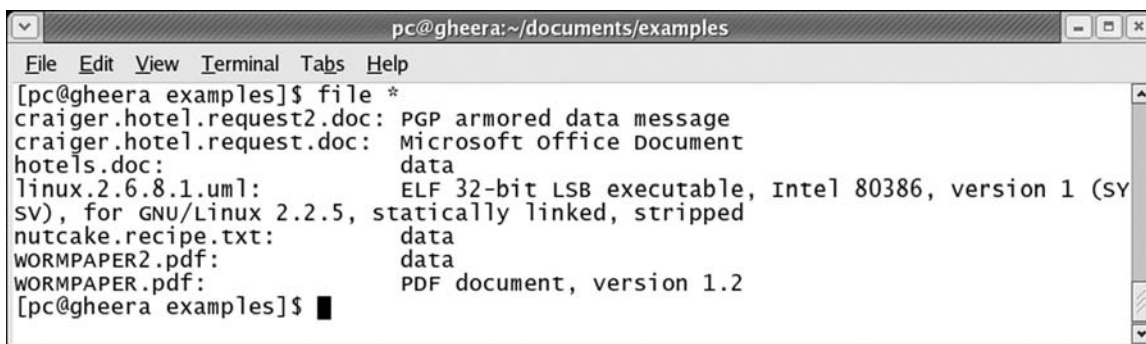 pc@gheera:~/documents/examples
File Edit View Terminal Tabs Help
[pc@gheera examples]$ file *
craiger.hotel.request2.doc: PGP armored data message
craiger.hotel.request.doc: Microsoft Office Document
hotels.doc: data
linux.2.6.8.1.uml: ELF 32-bit LSB executable, Intel 80386, version 1 (SY
SV), for GNU/Linux 2.2.5, statically linked, stripped
nutcake.recipe.txt: data
WORMPAPER2.pdf: data
WORMPAPER.pdf: PDF document, version 1.2
[pc@gheera examples]$